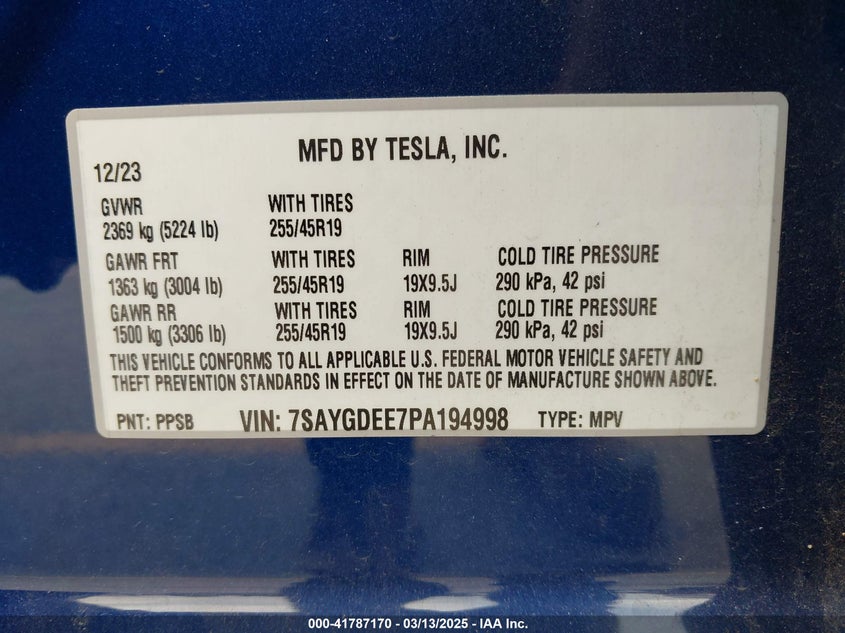 MFD BY TESLA, INC.
12/23
GVWR WITH TIRES
2369 kg (5224 lb) 255/45R19
GAWR FRT WITH TIRES RIM COLD TIRE PRESSURE
1363 kg (3004 lb) 255/45R19 19X9.5J 290 kPa, 42 psi
GAWR RR WITH TIRES RIM COLD TIRE PRESSURE
1500 kg (3306 lb) 255/45R19 19X9.5J 290 kPa, 42 psi
THIS VEHICLE CONFORMS TO ALL APPLICABLE U.S. FEDERAL MOTOR VEHICLE SAFETY AND
THEFT PREVENTION STANDARDS IN EFFECT ON THE DATE OF MANUFACTURE SHOWN ABOVE.
PNT: PPSB VIN: 7SAYGDEE7PA194998 TYPE: MPV
000-41787170 - 03/13/2025 - IAA Inc.